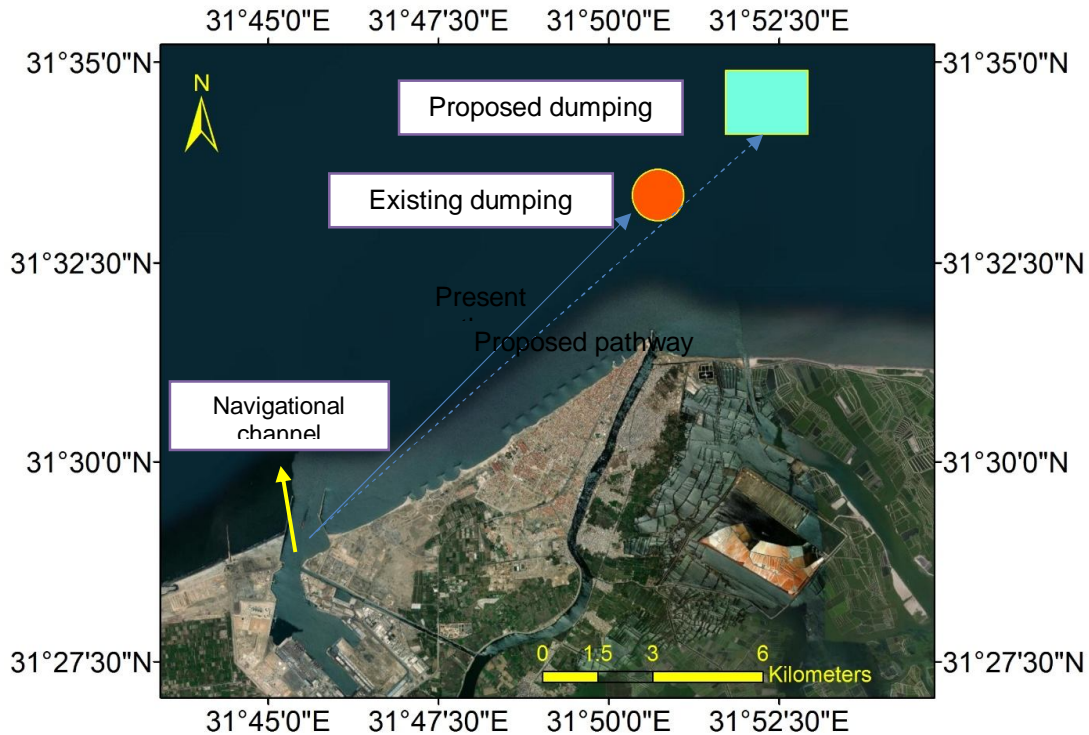 31°45'0"E 31°47'30"E 31°50'0"E 31°52'30"E
31°35'0"N 31°35'0"N
N
Proposed dumping
Existing dumping
31°32'30"N 31°32'30"N
Present
Proposed pathway
Navigational
channel
31°30'0"N 31°30'0"N
0 1.5 3 6
Kilometers
31°27'30"N 31°27'30"N
31°45'0"E 31°47'30"E 31°50'0"E 31°52'30"E